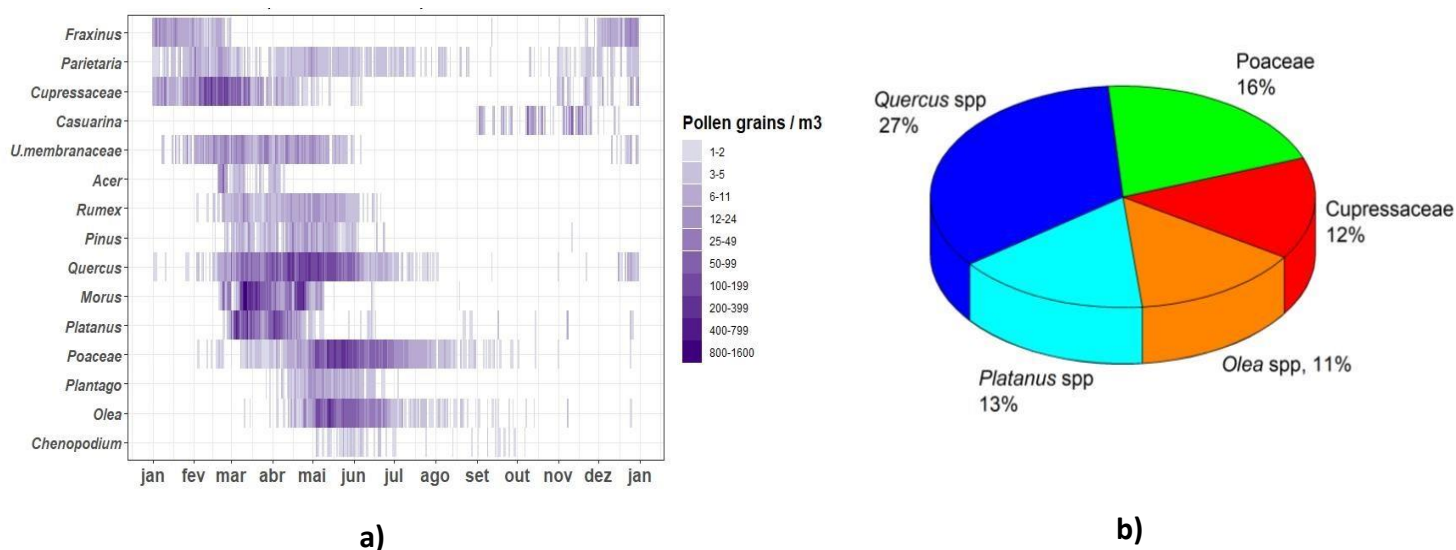 Fraxinus
Parietaria
Cupressaceae
Casuarina
U.membranaceae
Acer
Rumex
Pinus
Quercus
Morus
Platanus
Poaceae
Plantago
Olea
Chenopodium
jan fev mar abr mai jun jul ago set out nov dez jan
Pollen grains / m3
1-2
3-5
6-11
12-24
25-49
50-99
100-199
200-399
400-799
800-1600
a)
Poaceae
16%
Quercus spp
27%
Cupressaceae
12%
Olea spp, 11%
Platanus spp
13%
b)